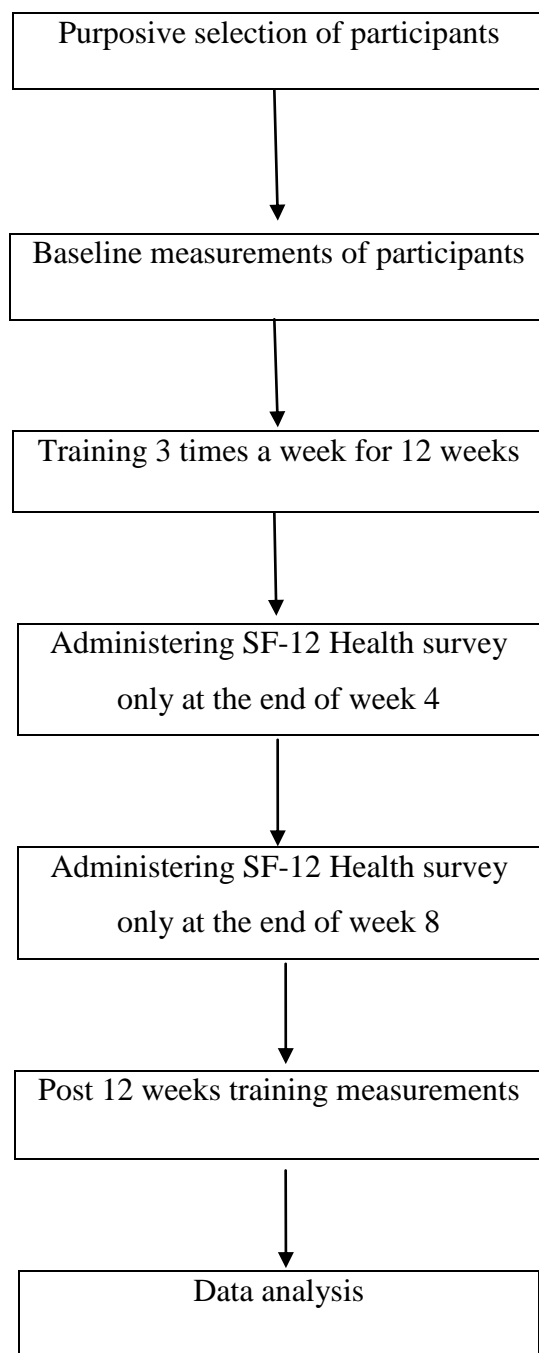 Purposive selection of participants
Baseline measurements of participants
Training 3 times a week for 12 weeks
Administering SF-12 Health survey
only at the end of week 4
Administering SF-12 Health survey
only at the end of week 8
Post 12 weeks training measurements
Data analysis